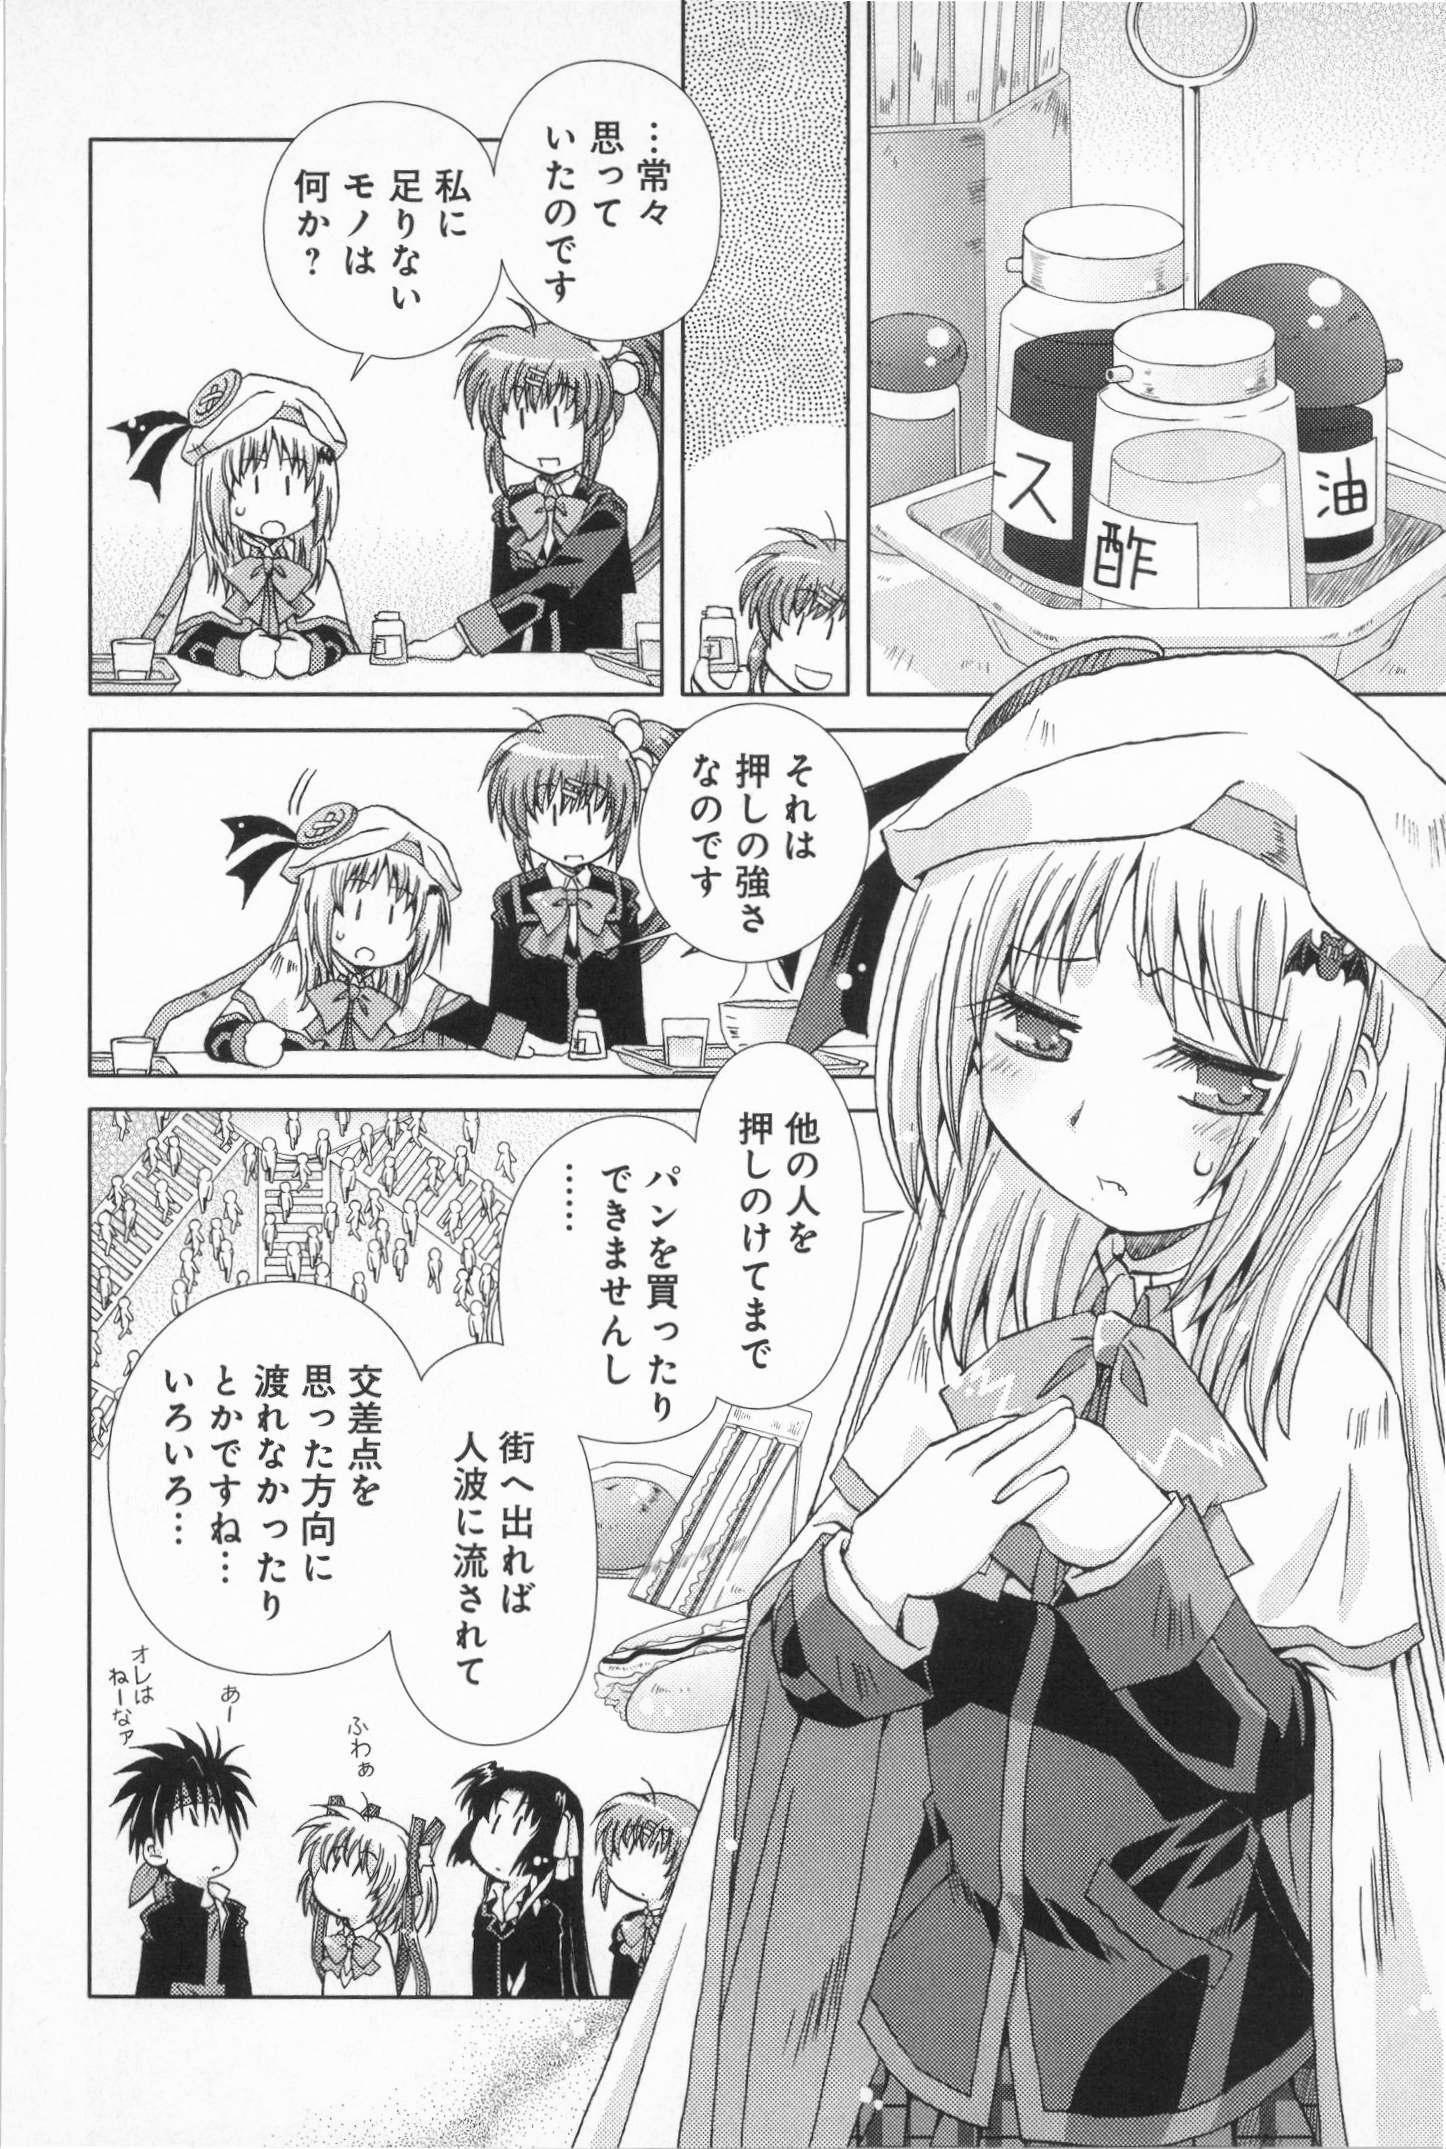 ース
酢
油
…常々
思って
いたのです
私に
足りない
モノは
何か?
それは
押しの強さ
なのです
他の人を
押しのけてまで
パンを買ったり
できませんし
……
街へ出れば
人波に流されて
交差点を
思った方向に
渡れなかったり
とかですね…
いろいろ…
ふわぁ
あー
オレは
ねーなァ